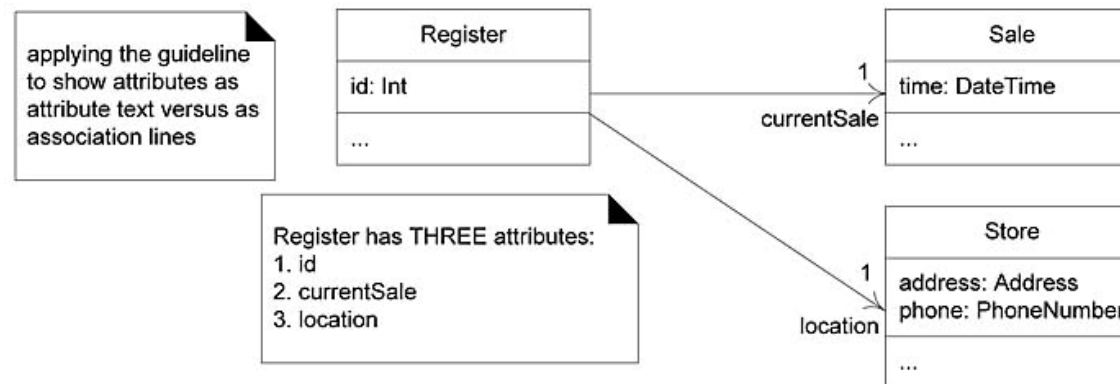 applying the guideline
to show attributes as
attribute text versus as
association lines
Register
id: Int
...
1
currentSale
Sale
time: DateTime
...
Register has THREE attributes:
1. id
2. currentSale
3. location
1
location
Store
address: Address
phone: PhoneNumber
...